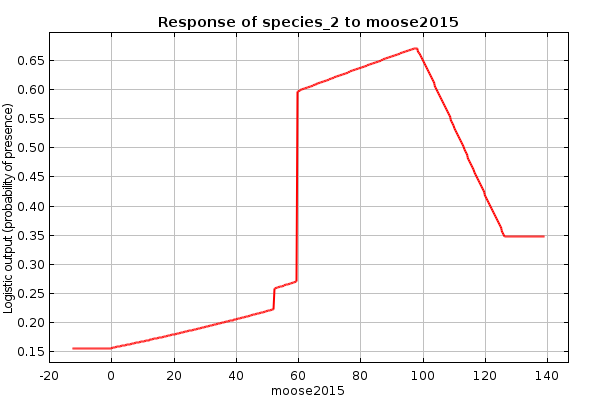 Response of species_2 to moose2015
Logistic output (probability of presence)
0.65
0.60
0.55
0.50
0.45
0.40
0.35
0.30
0.25
0.20
0.15
-20 0 20 40 60 80 100 120 140
moose2015